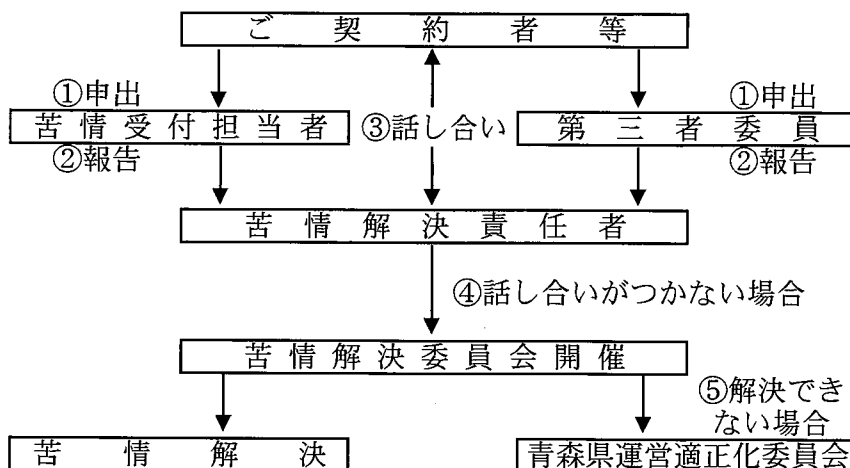 ご契約者等
①申出
①申出
苦情受付担当者
③話し合い
第三者委員
②報告
②報告
苦情解決責任者
④話し合いがつかない場合
苦情解決委員会開催
⑤解決でき
ない場合
苦情解決
青森県運営適正化委員会